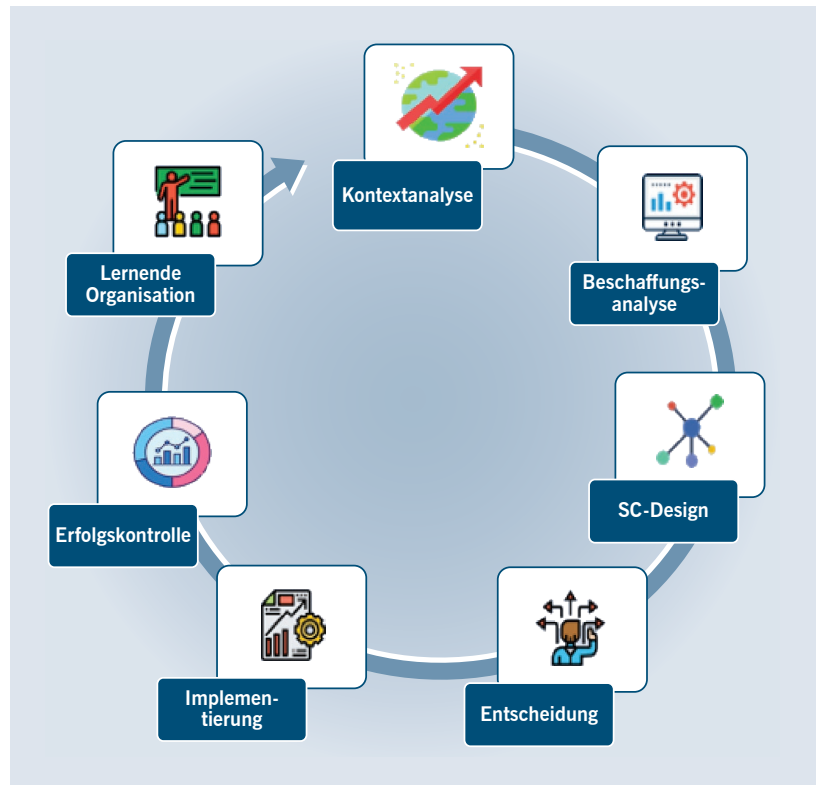 Kontextanalyse
Beschaffungs-
analyse
SC-Design
Entscheidung
Implemen-
tierung
Erfolgskontrolle
Lernende
Organisation